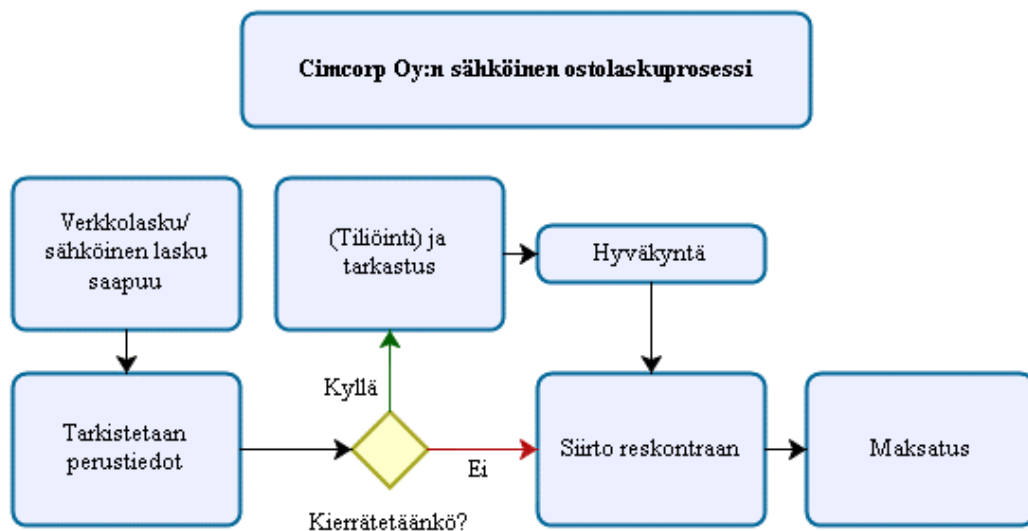 Cimcorp Oy:n sähköinen ostolaskuprosessi
Verkkolasku/
sähköinen lasku
saapuu
(Tiliöinti) ja
tarkastus
Hyväkyntä
Kyllä
Tarkistetaan
perustiedot
Ei
Siirto reskontraan
Maksatus
Kierrätetäänkö?